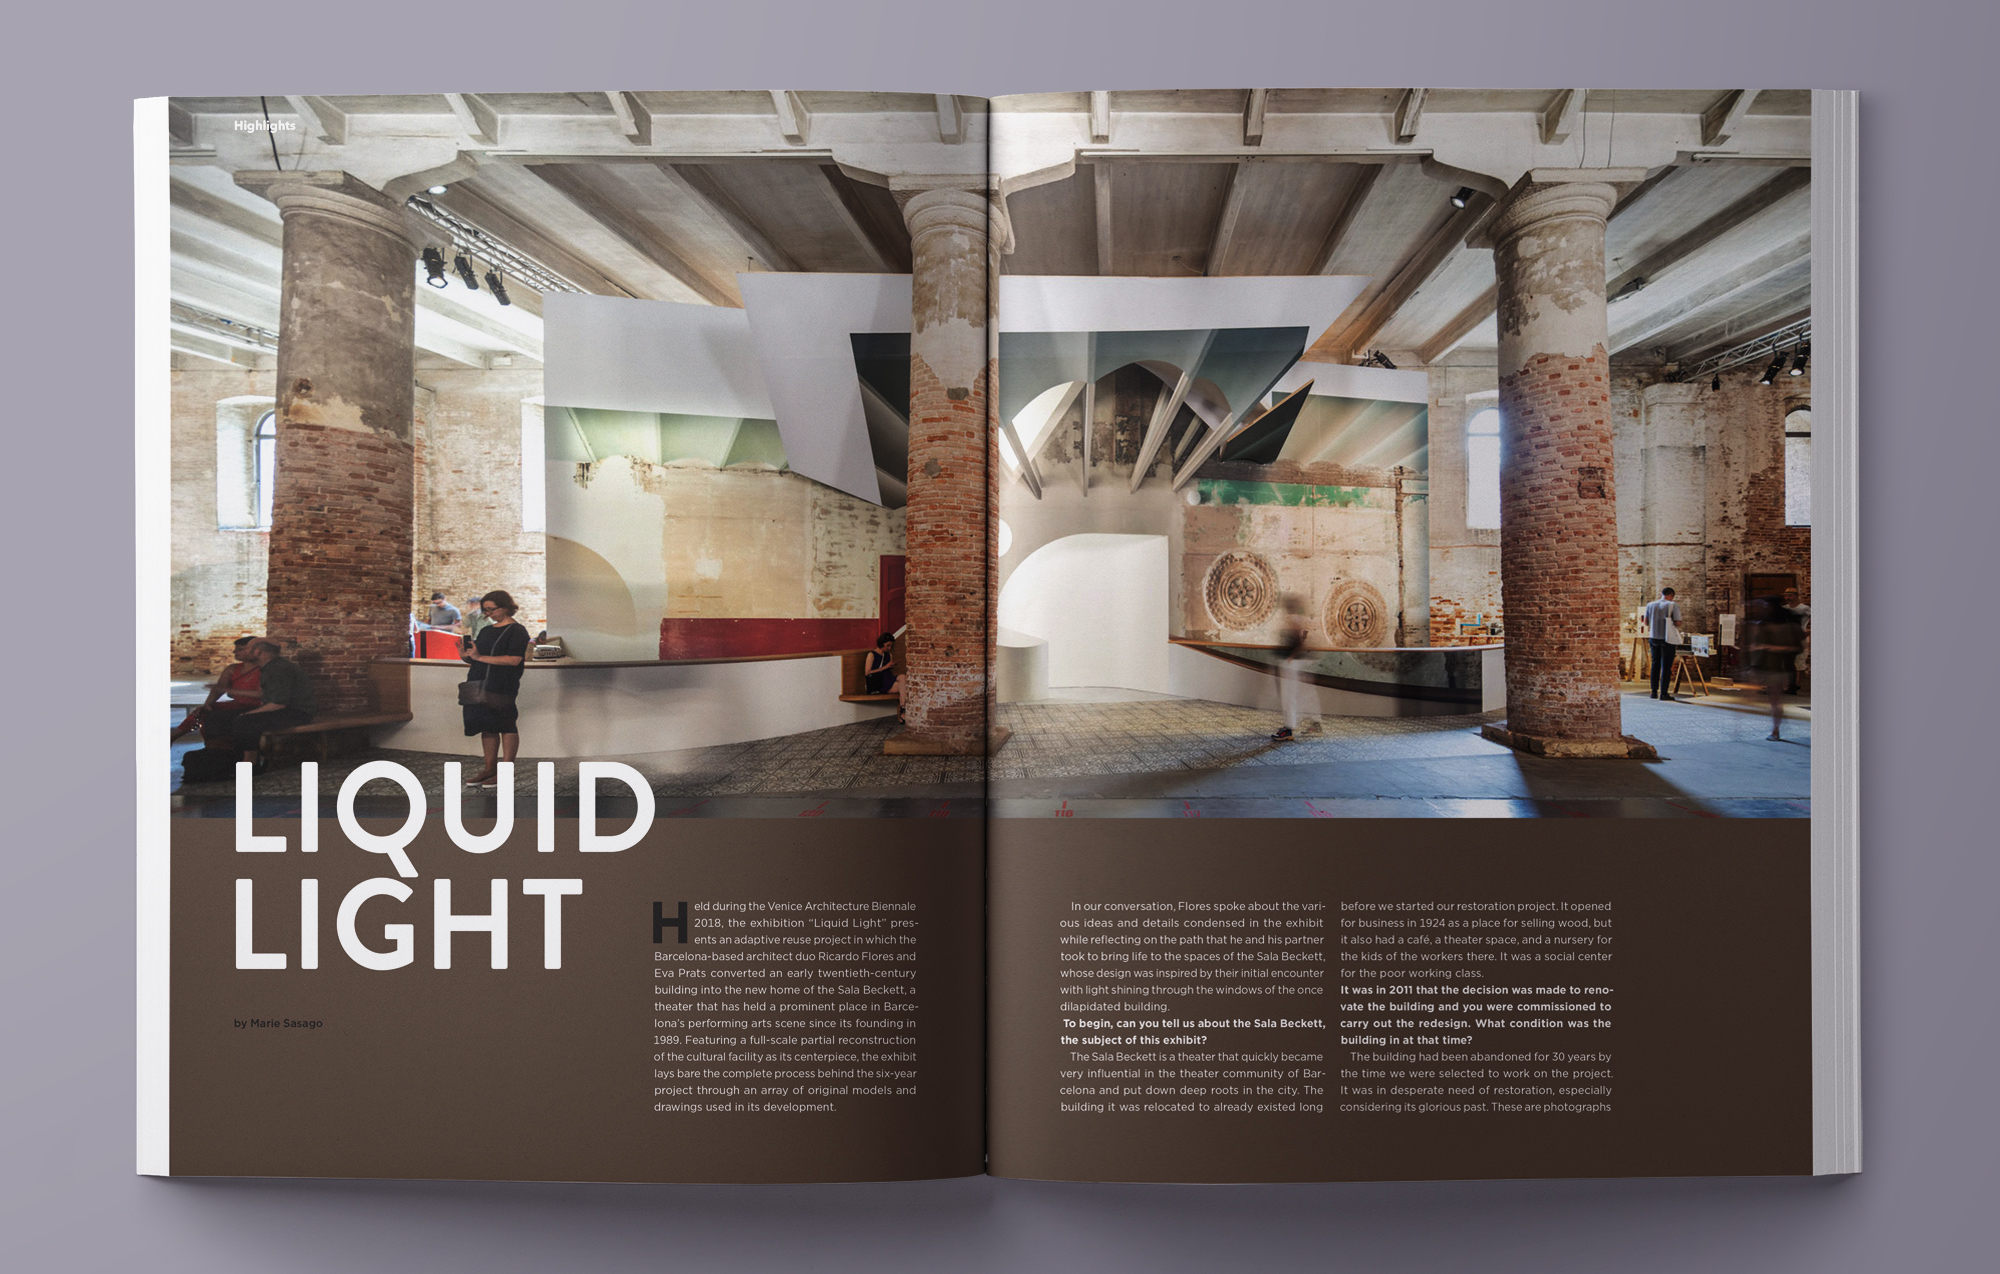 Highlights
LIQUID
LIGHT
by Marie Sasago
Held during the Venice Architecture Biennale
2018, the exhibition “Liquid Light” pres-
ents an adaptive reuse project in which the
Barcelona-based architect duo Ricardo Flores and
Eva Prats converted an early twentieth-century
building into the new home of the Sala Beckett, a
theater that has held a prominent place in Barce-
lona’s performing arts scene since its founding in
1989. Featuring a full-scale partial reconstruction
of the cultural facility as its centerpiece, the exhibit
lays bare the complete process behind the six-year
project through an array of original models and
drawings used in its development.
118
In our conversation, Flores spoke about the vari-
ous ideas and details condensed in the exhibit
while reflecting on the path that he and his partner
took to bring life to the spaces of the Sala Beckett,
whose design was inspired by their initial encounter
with light shining through the windows of the once
dilapidated building.
To begin, can you tell us about the Sala Beckett,
the subject of this exhibit?
The Sala Beckett is a theater that quickly became
very influential in the theater community of Bar-
celona and put down deep roots in the city. The
building it was relocated to already existed long
before we started our restoration project. It opened
for business in 1924 as a place for selling wood, but
it also had a café, a theater space, and a nursery for
the kids of the workers there. It was a social center
for the poor working class.
It was in 2011 that the decision was made to reno-
vate the building and you were commissioned to
carry out the redesign. What condition was the
building in at that time?
The building had been abandoned for 30 years by
the time we were selected to work on the project.
It was in desperate need of restoration, especially
considering its glorious past. These are photographs